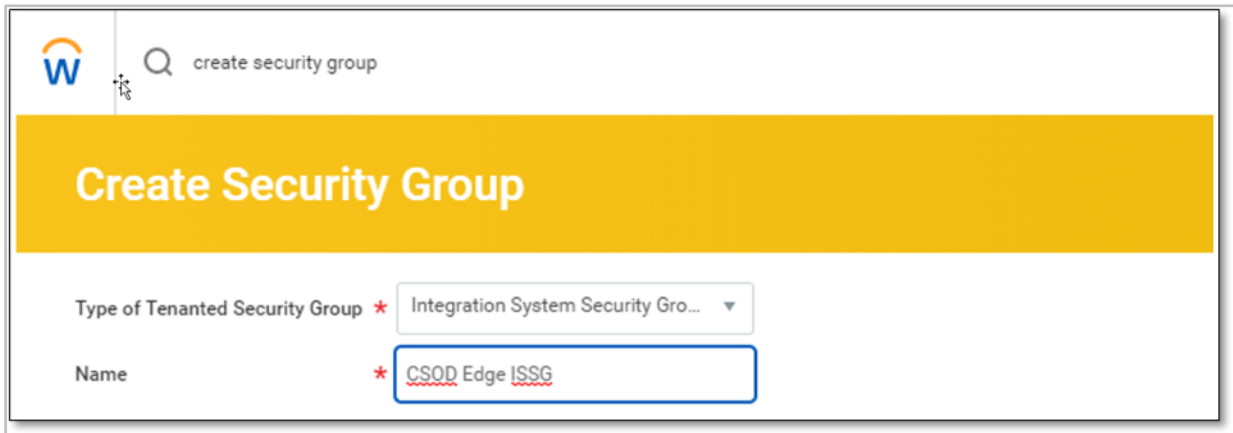 W
create security group
Create Security Group
Type of Tenanted Security Group * Integration System Security Gro...
Name * CSOD Edge ISSG